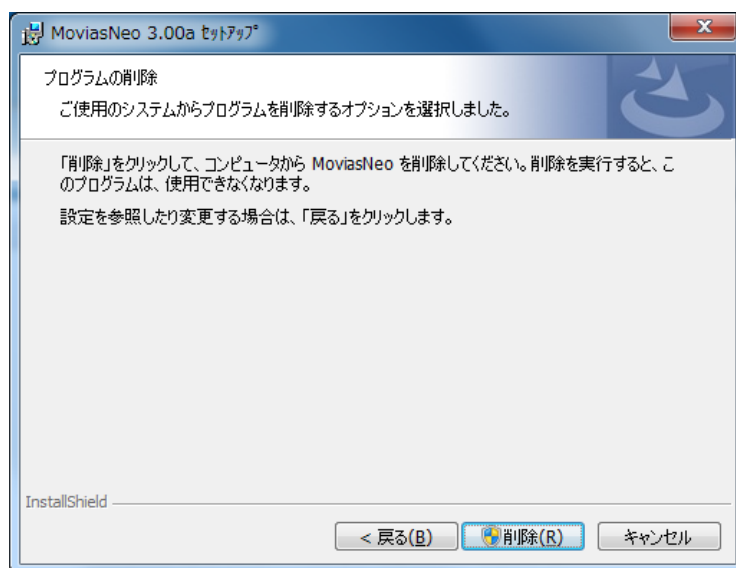 MoviasNeo 3.00a ｾｯﾄｱｯﾌﾟ
プログラムの削除
ご使用のシステムからプログラムを削除するオプションを選択しました。
「削除」をクリックして、コンピュータから MoviasNeo を削除してください。削除を実行すると、こ
のプログラムは、使用できなくなります。
設定を参照したり変更する場合は、「戻る」をクリックします。
InstallShield
< 戻る(B)
削除(R)
キャンセル